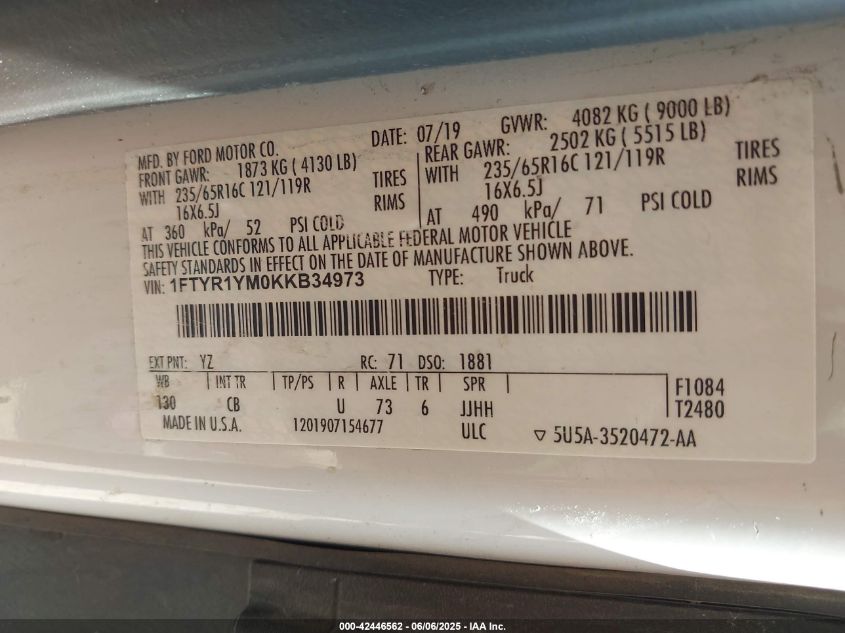 MFD. BY FORD MOTOR CO. DATE: 07/19 GVWR: 4082 KG ( 9000 LB)
FRONT GAWR: 1873 KG ( 4130 LB) REAR GAWR: 2502 KG ( 5515 LB)
WITH 235/65R16C 121/119R TIRES WITH 235/65R16C 121/119R TIRES
16X6.5J RIMS 16X6.5J RIMS
AT 360 kPa/ 52 PSI COLD AT 490 kPa/ 71 PSI COLD
THIS VEHICLE CONFORMS TO ALL APPLICABLE FEDERAL MOTOR VEHICLE
SAFETY STANDARDS IN EFFECT ON THE DATE OF MANUFACTURE SHOWN ABOVE.
VIN: 1FTYR1YM0KKB34973 TYPE: Truck
EXT PNT: YZ RC: 71 DSO: 1881
WB INT TR TP/PS R AXLE TR SPR F1084
130 CB U 73 6 JJHH T2480
MADE IN U.S.A. 1201907154677 ULC ▽ 5U5A-3520472-AA
000-42446562 - 06/06/2025 - IAA Inc.